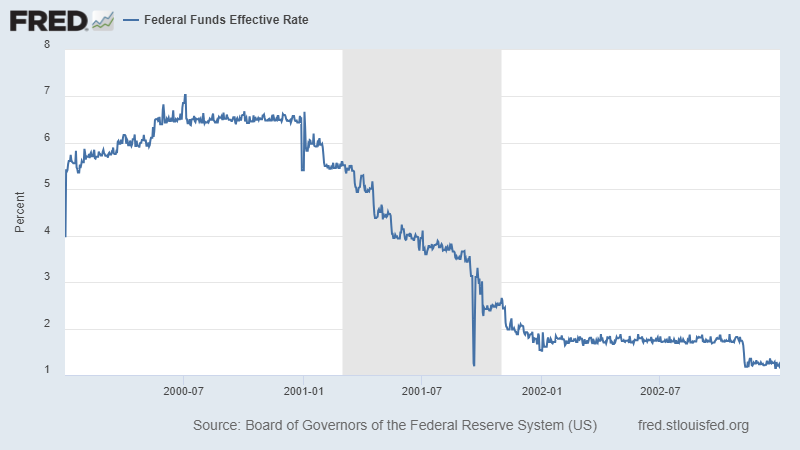 FRED
Federal Funds Effective Rate
8
7
6
5
4
3
2
1
Percent
2000-07
2001-01
2001-07
2002-01
2002-07
Source: Board of Governors of the Federal Reserve System (US)
fred.stlouisfed.org